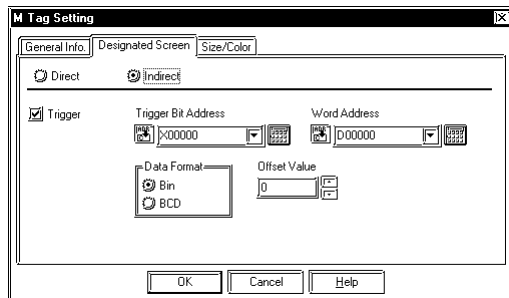 M Tag Setting
General Info. Designated Screen Size/Color
Direct Indirect
Trigger Trigger Bit Address Word Address
X00000 D00000
Data Format Offset Value
Bin 0
BCD
OK Cancel Help